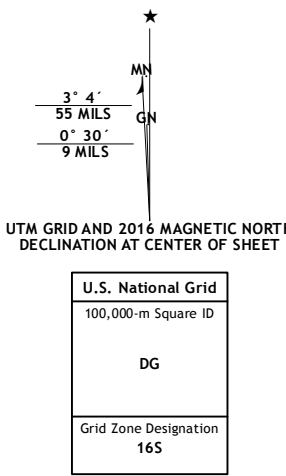 ★
MN
3° 4´
55 MILS
GN
0° 30´
9 MILS
UTM GRID AND 2016 MAGNETIC NORTH
DECLINATION AT CENTER OF SHEET
U.S. National Grid
100,000-m Square ID
DG
Grid Zone Designation
16S